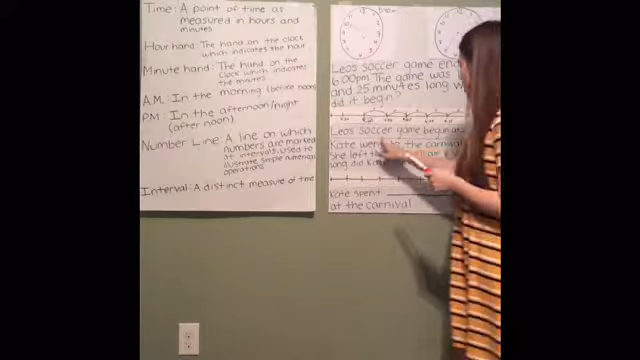 Time: A point of time as
measured in hours and
minutes
Hour hand: The hand on the clock
which indicates the hour
Minute hand: The hand on the
clock which indicates
the minutes
A.M.: In the morning (before noon)
PM: In the afternoon/night
(after noon)
Number Line: A line on which
numbers are marked
at intervals, used to
illustrate simple numerical
operations
Interval: A distinct measure of time
Leos soccer game
6:00pm The game was
and 25 minutes long
did it begin?
Leos soccer game began at
Kate went to the carnival
She left
long did
Kate spent
at the carnival